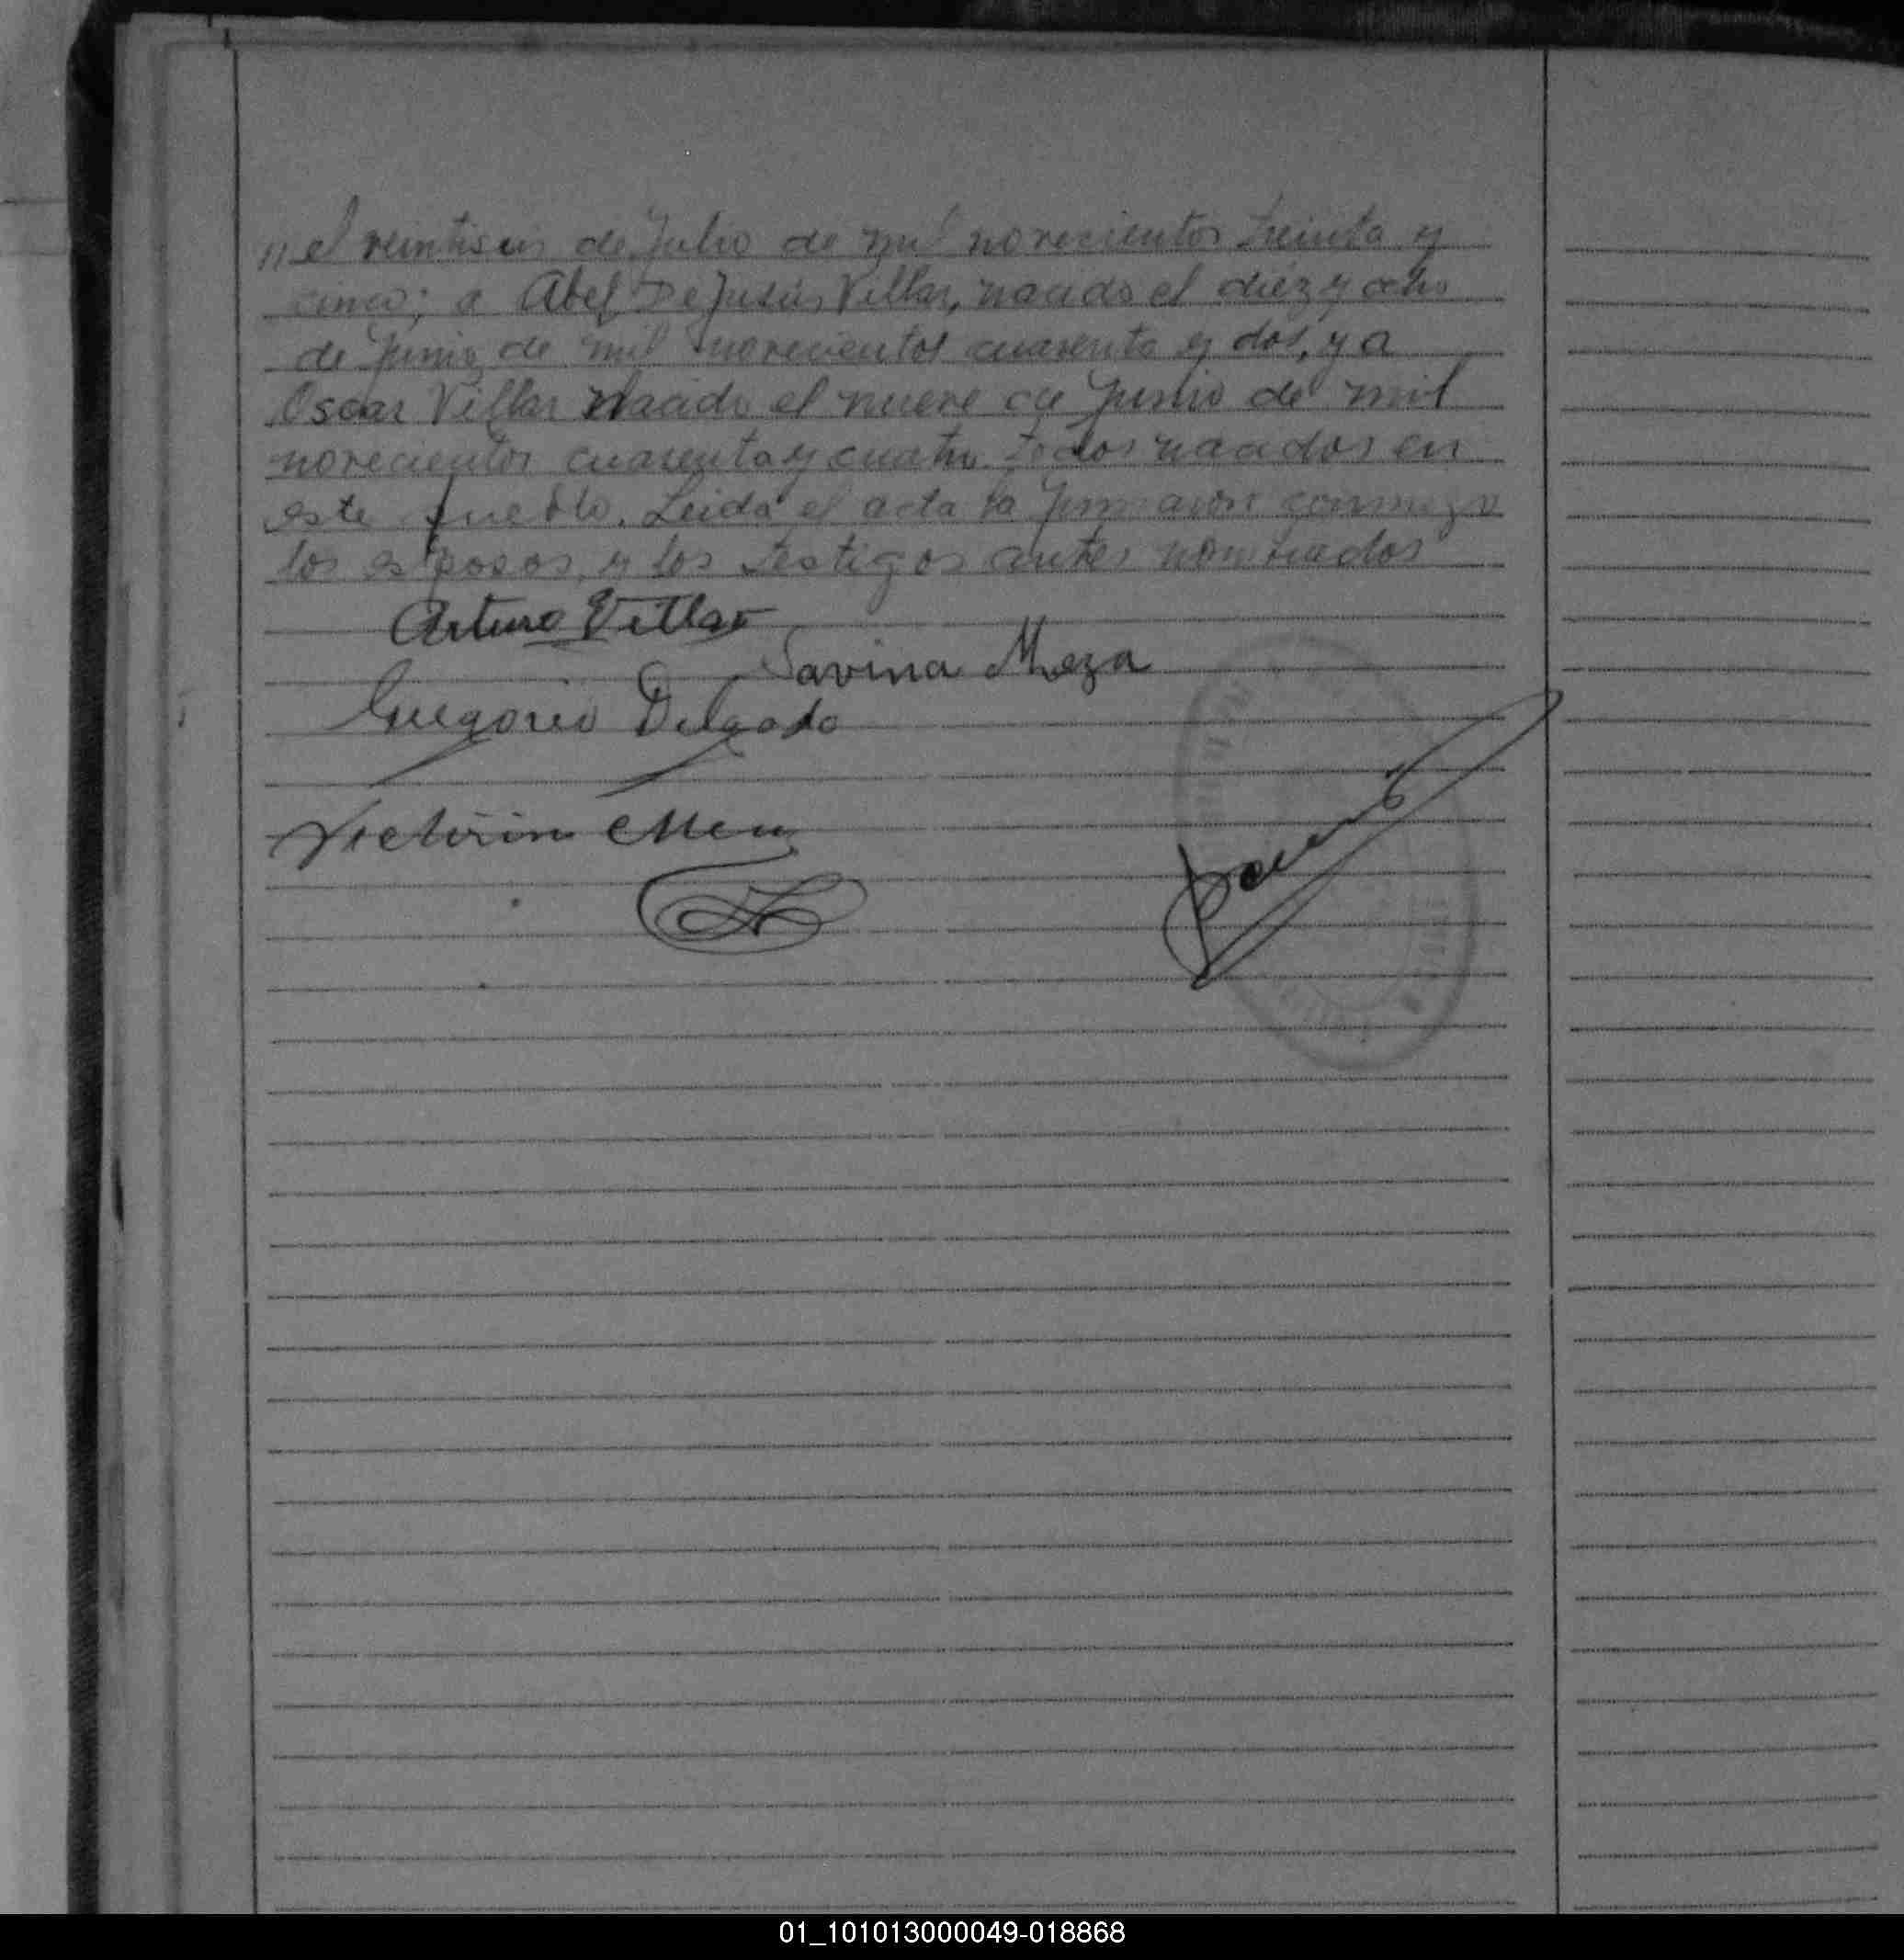 " el veintiseis de Julio de mil novecientos treinta y
cinco; a Abel De Jesús Villar, nacido el diez y ocho
de Junio de mil novecientos cuarenta y dos, y a
Oscar Villar nacido el nueve de Junio de mil
novecientos cuarenta y cuatro todos nacidos en
este pueblo. Leida el acta la firmaron conmigo
los esposos, y los testigos antes nombrados
Arturo Villar
Savina Meza
Gregorio Delgado
01_101013000049-018868